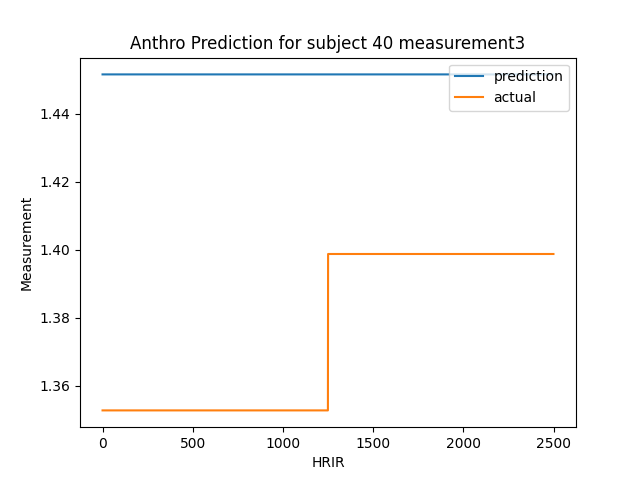 Anthro Prediction for subject 40 measurement3
prediction
actual
Measurement
1.44
1.42
1.40
1.38
1.36
0 500 1000 1500 2000 2500
HRIR